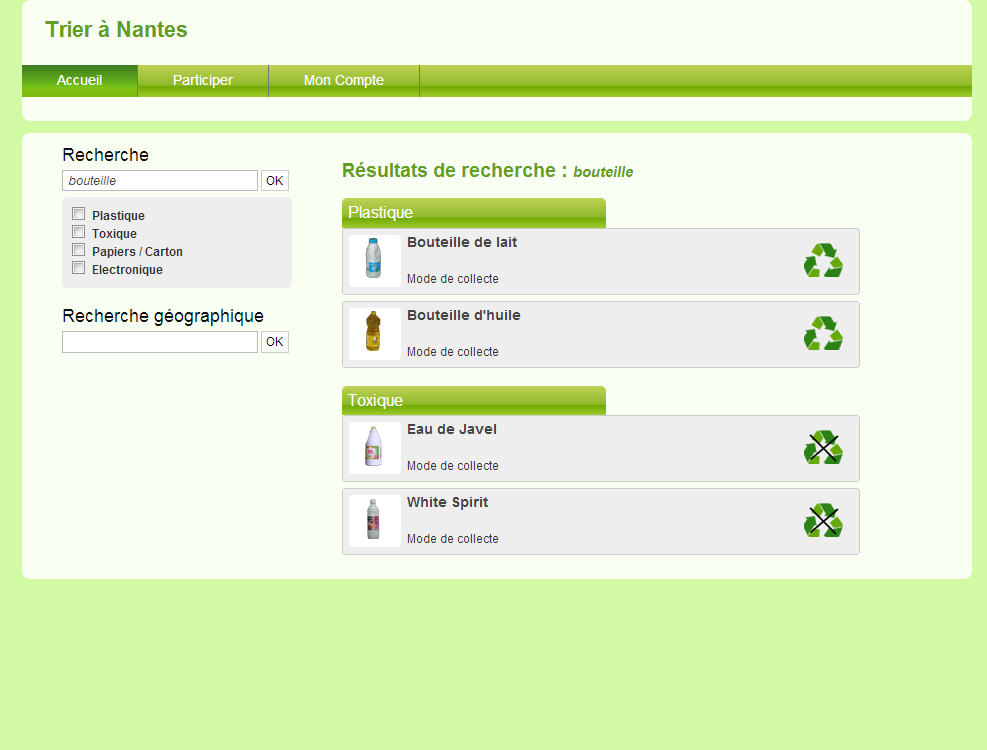 Trier à Nantes
Accueil
Participer
Mon Compte
Recherche
bouteille
OK
Plastique
Toxique
Papiers / Carton
Electronique
Recherche géographique
OK
Résultats de recherche : bouteille
Plastique
Bouteille de lait
Mode de collecte
Bouteille d'huile
Mode de collecte
Toxique
Eau de Javel
Mode de collecte
White Spirit
Mode de collecte